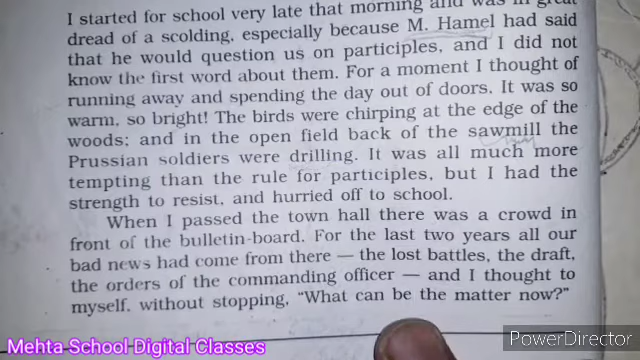 I started for school very late that morning and was in great
dread of a scolding, especially because M. Hamel had said
that he would question us on participles, and I did not
know the first word about them. For a moment I thought of
running away and spending the day out of doors. It was so
warm, so bright! The birds were chirping at the edge of the
woods; and in the open field back of the sawmill the
Prussian soldiers were drilling. It was all much more
tempting than the rule for participles, but I had the
strength to resist, and hurried off to school.
When I passed the town hall there was a crowd in
front of the bulletin-board. For the last two years all our
bad news had come from there — the lost battles, the draft,
the orders of the commanding officer — and I thought to
myself, without stopping, “What can be the matter now?”
Mehta School Digital Classes
PowerDirector